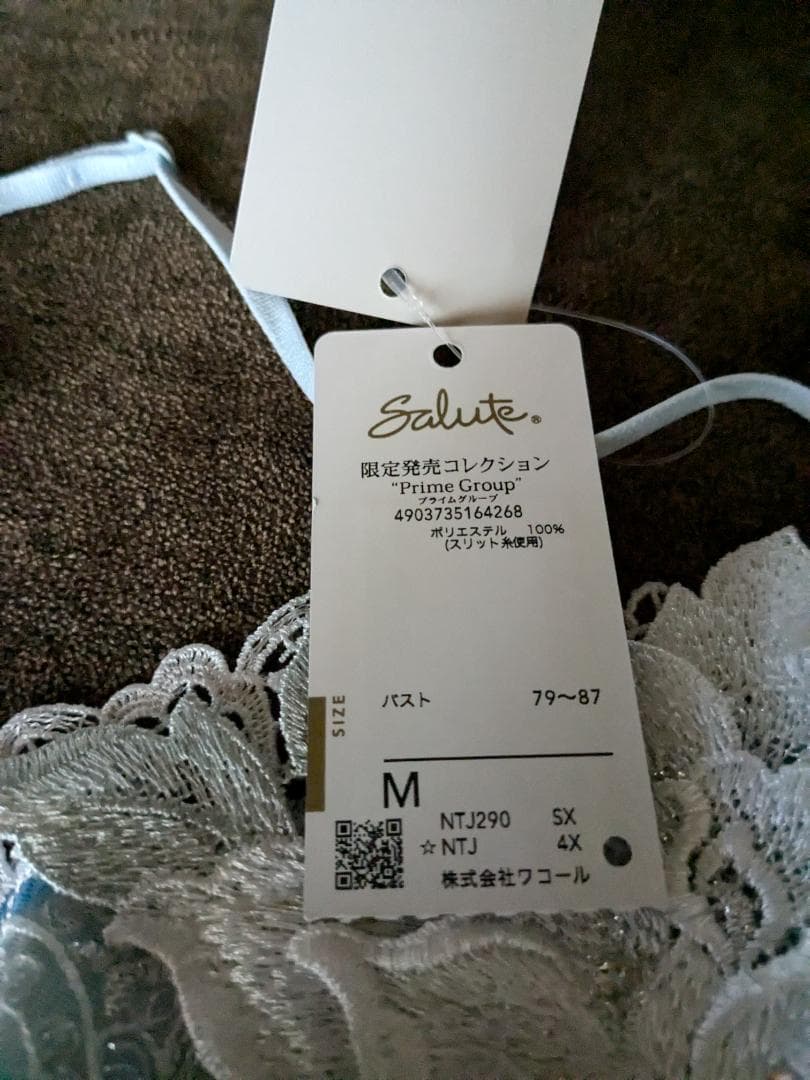 Salute®
限定発売コレクション
“Prime Group”
プライムグループ
4903735164268
ポリエステル 100%
(スリット糸使用)
SIZE
バスト 79～87
M
NTJ290 SX
☆NTJ 4X
株式会社ワコール